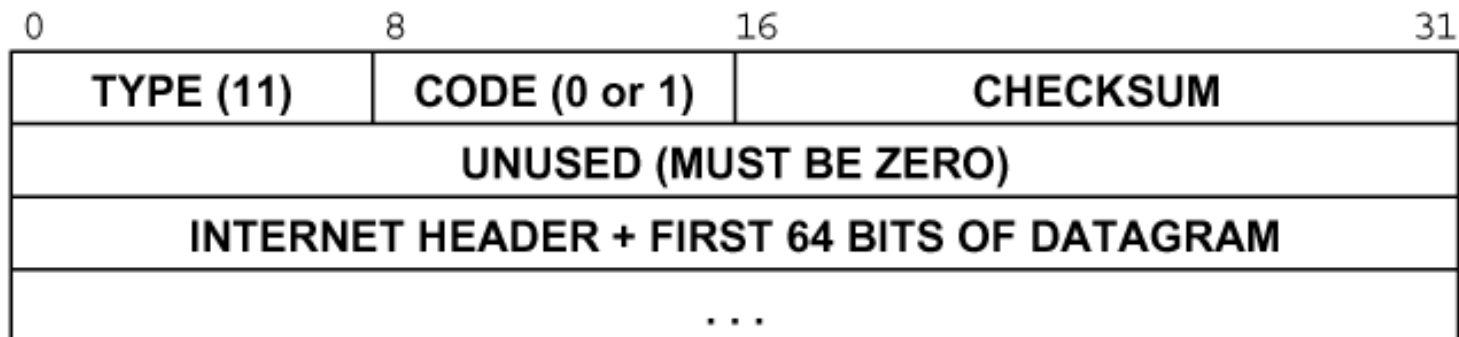 0 8 16 31
TYPE (11) CODE (0 or 1) CHECKSUM
UNUSED (MUST BE ZERO)
INTERNET HEADER + FIRST 64 BITS OF DATAGRAM
. . .